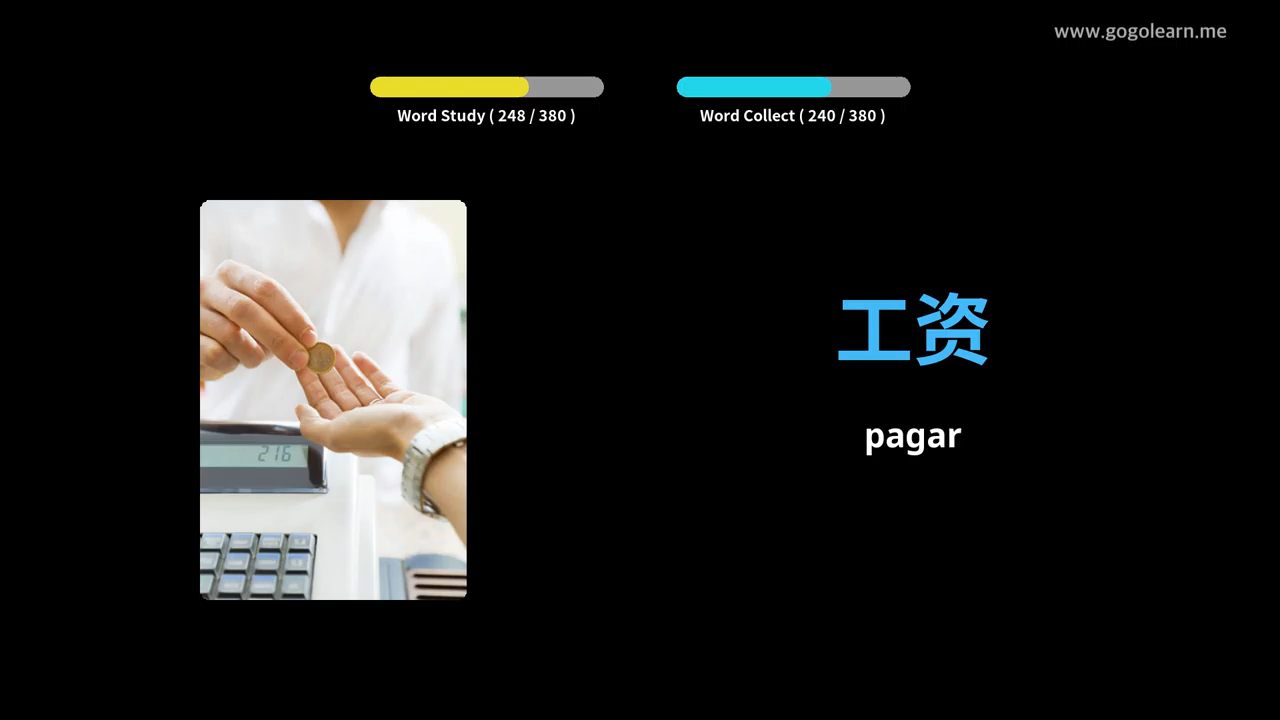 www.gogolearn.me
Word Study ( 248 / 380 )
Word Collect ( 240 / 380 )
216
工资
pagar